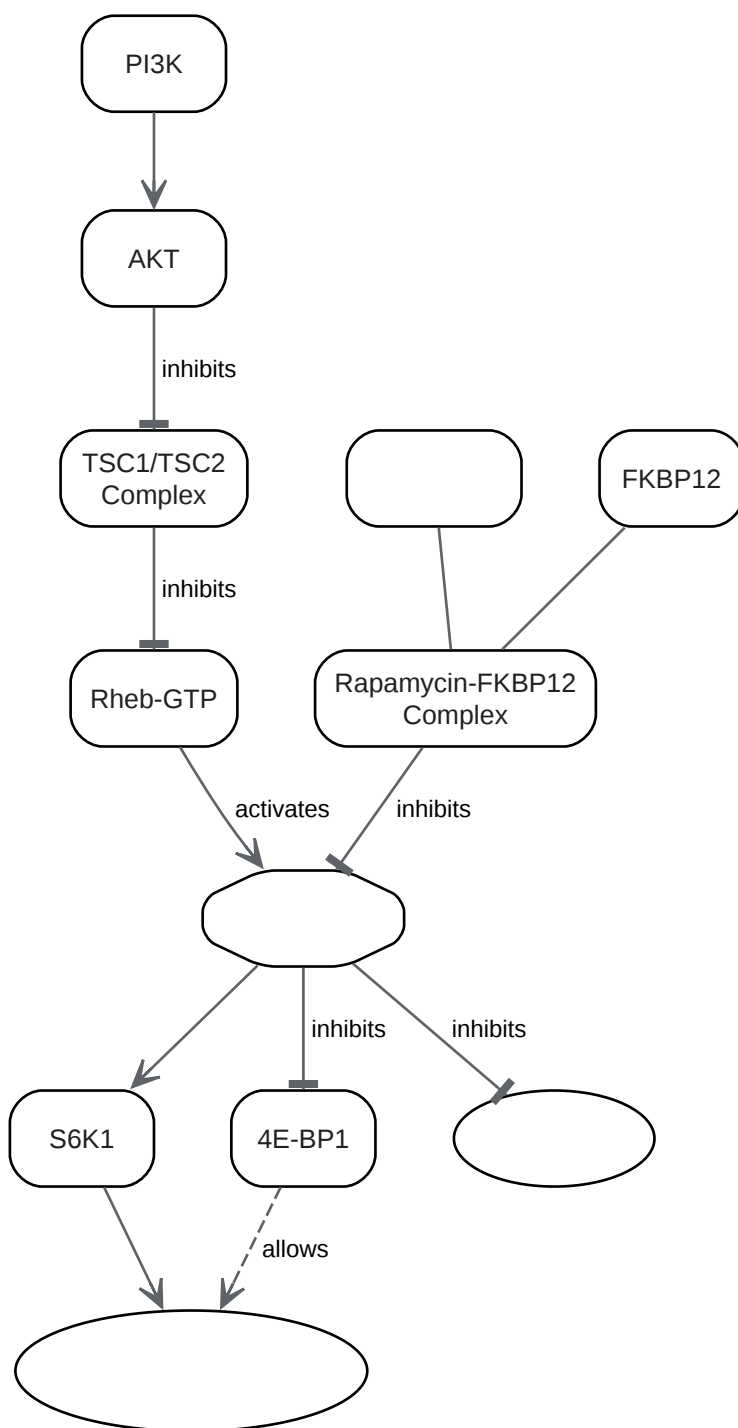 PI3K
AKT
inhibits
TSC1/TSC2
Complex
FKBP12
inhibits
Rheb-GTP
Rapamycin-FKBP12
Complex
activates
inhibits
inhibits
inhibits
S6K1
4E-BP1
allows